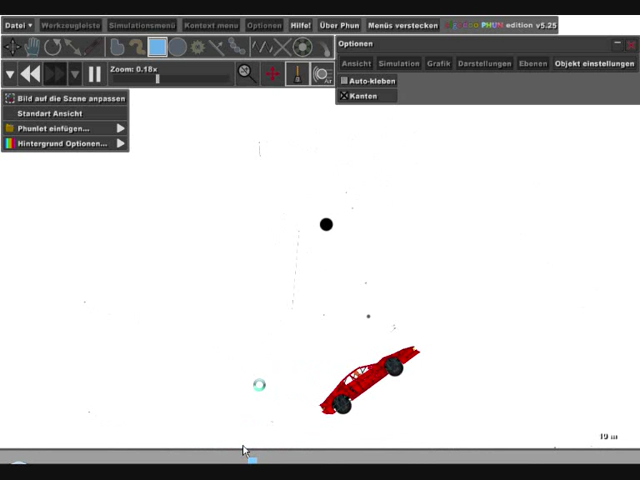 Datei Werkzeugleiste Simulationsmenü Kontext menu Optionen Hilfe! Über Phun Menüs verstecken PHUN edition v5.25
Optionen
Ansicht Simulation Grafik Darstellungen Ebenen Objekt einstellungen
Zoom: 0.18x
Auto-kleben
Kanten
Bild auf die Szene anpassen
Standart Ansicht
Phunlet einfügen...
Hintergrund Optionen...
10 m